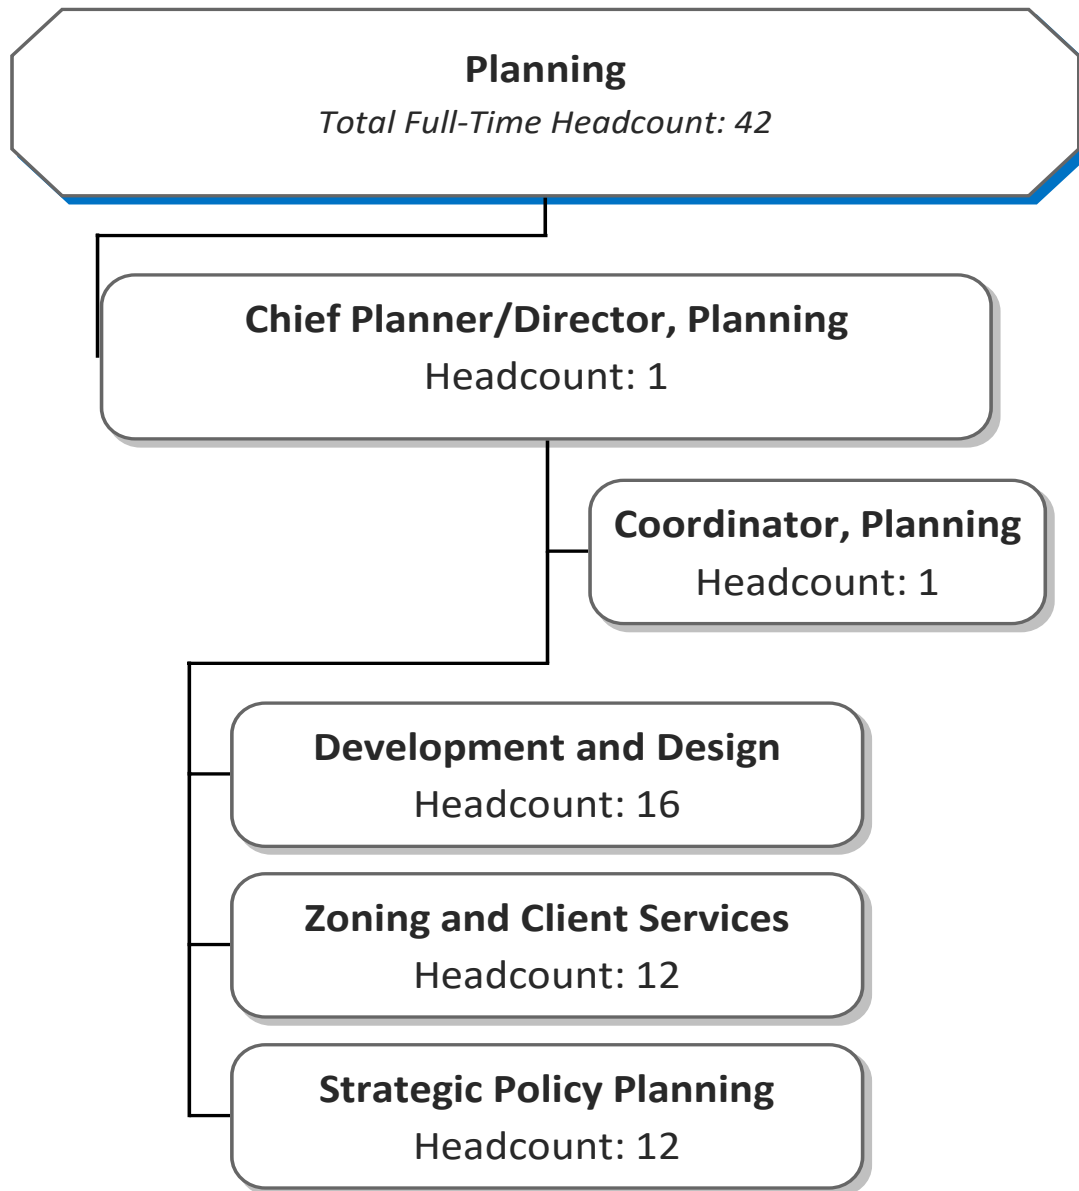 Planning
Total Full-Time Headcount: 42
Chief Planner/Director, Planning
Headcount: 1
Coordinator, Planning
Headcount: 1
Development and Design
Headcount: 16
Zoning and Client Services
Headcount: 12
Strategic Policy Planning
Headcount: 12